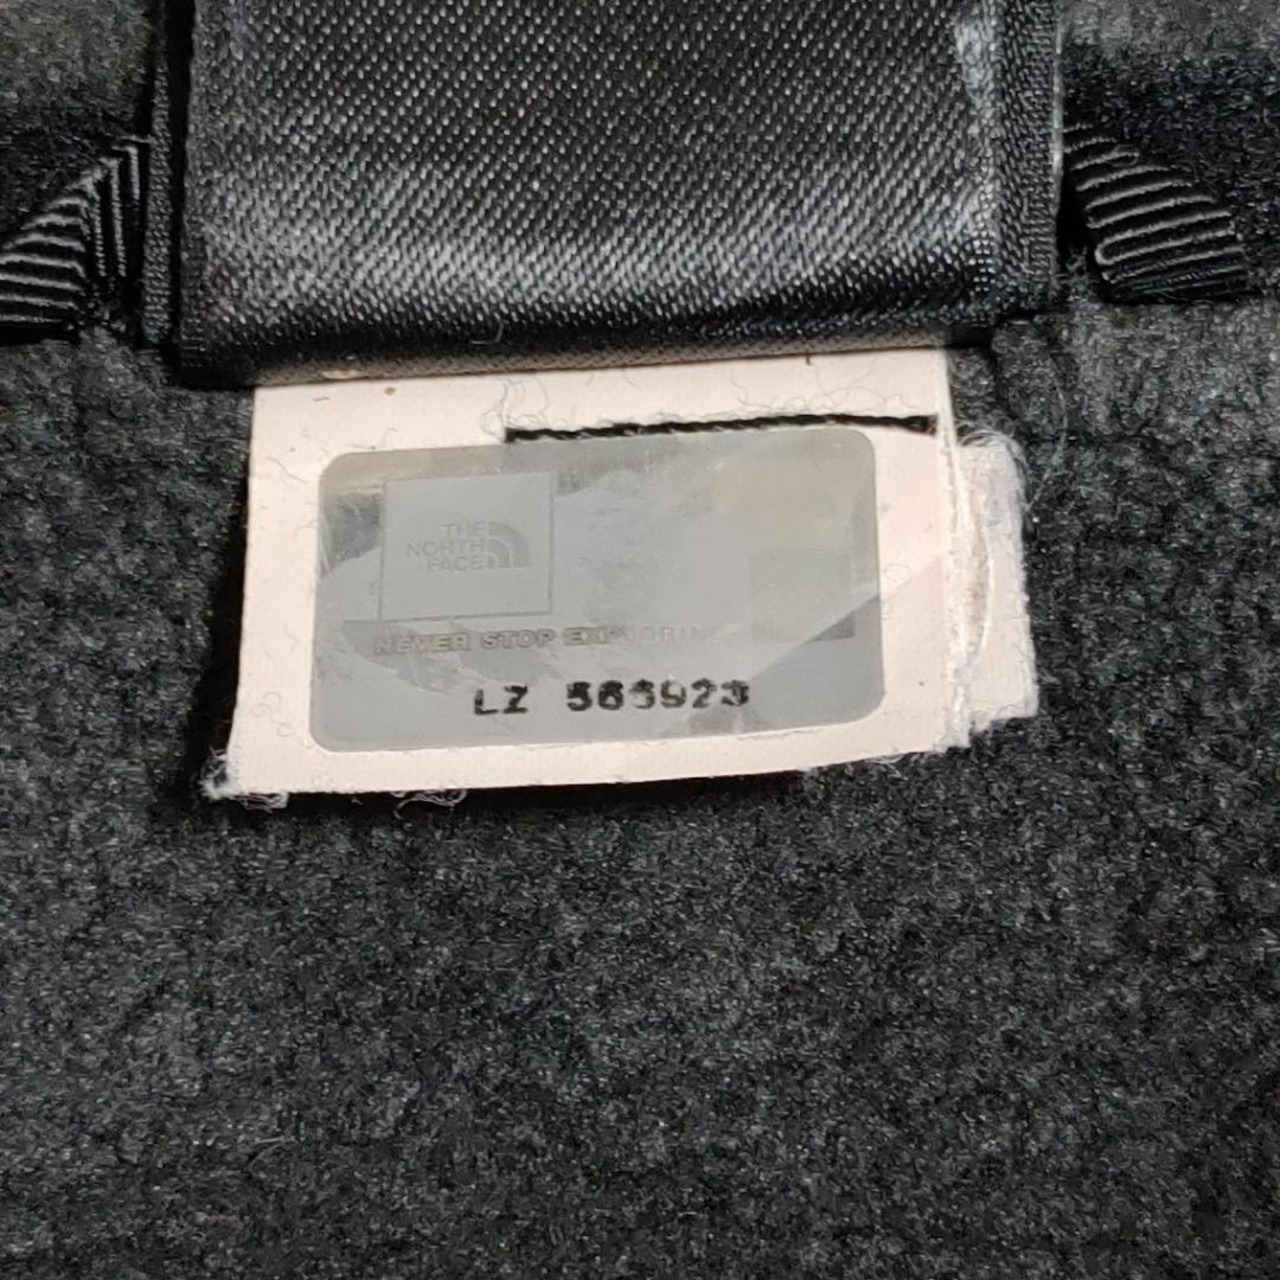 THE
NORTH
FACE
NEVER STOP EXPLORING
LZ 566923